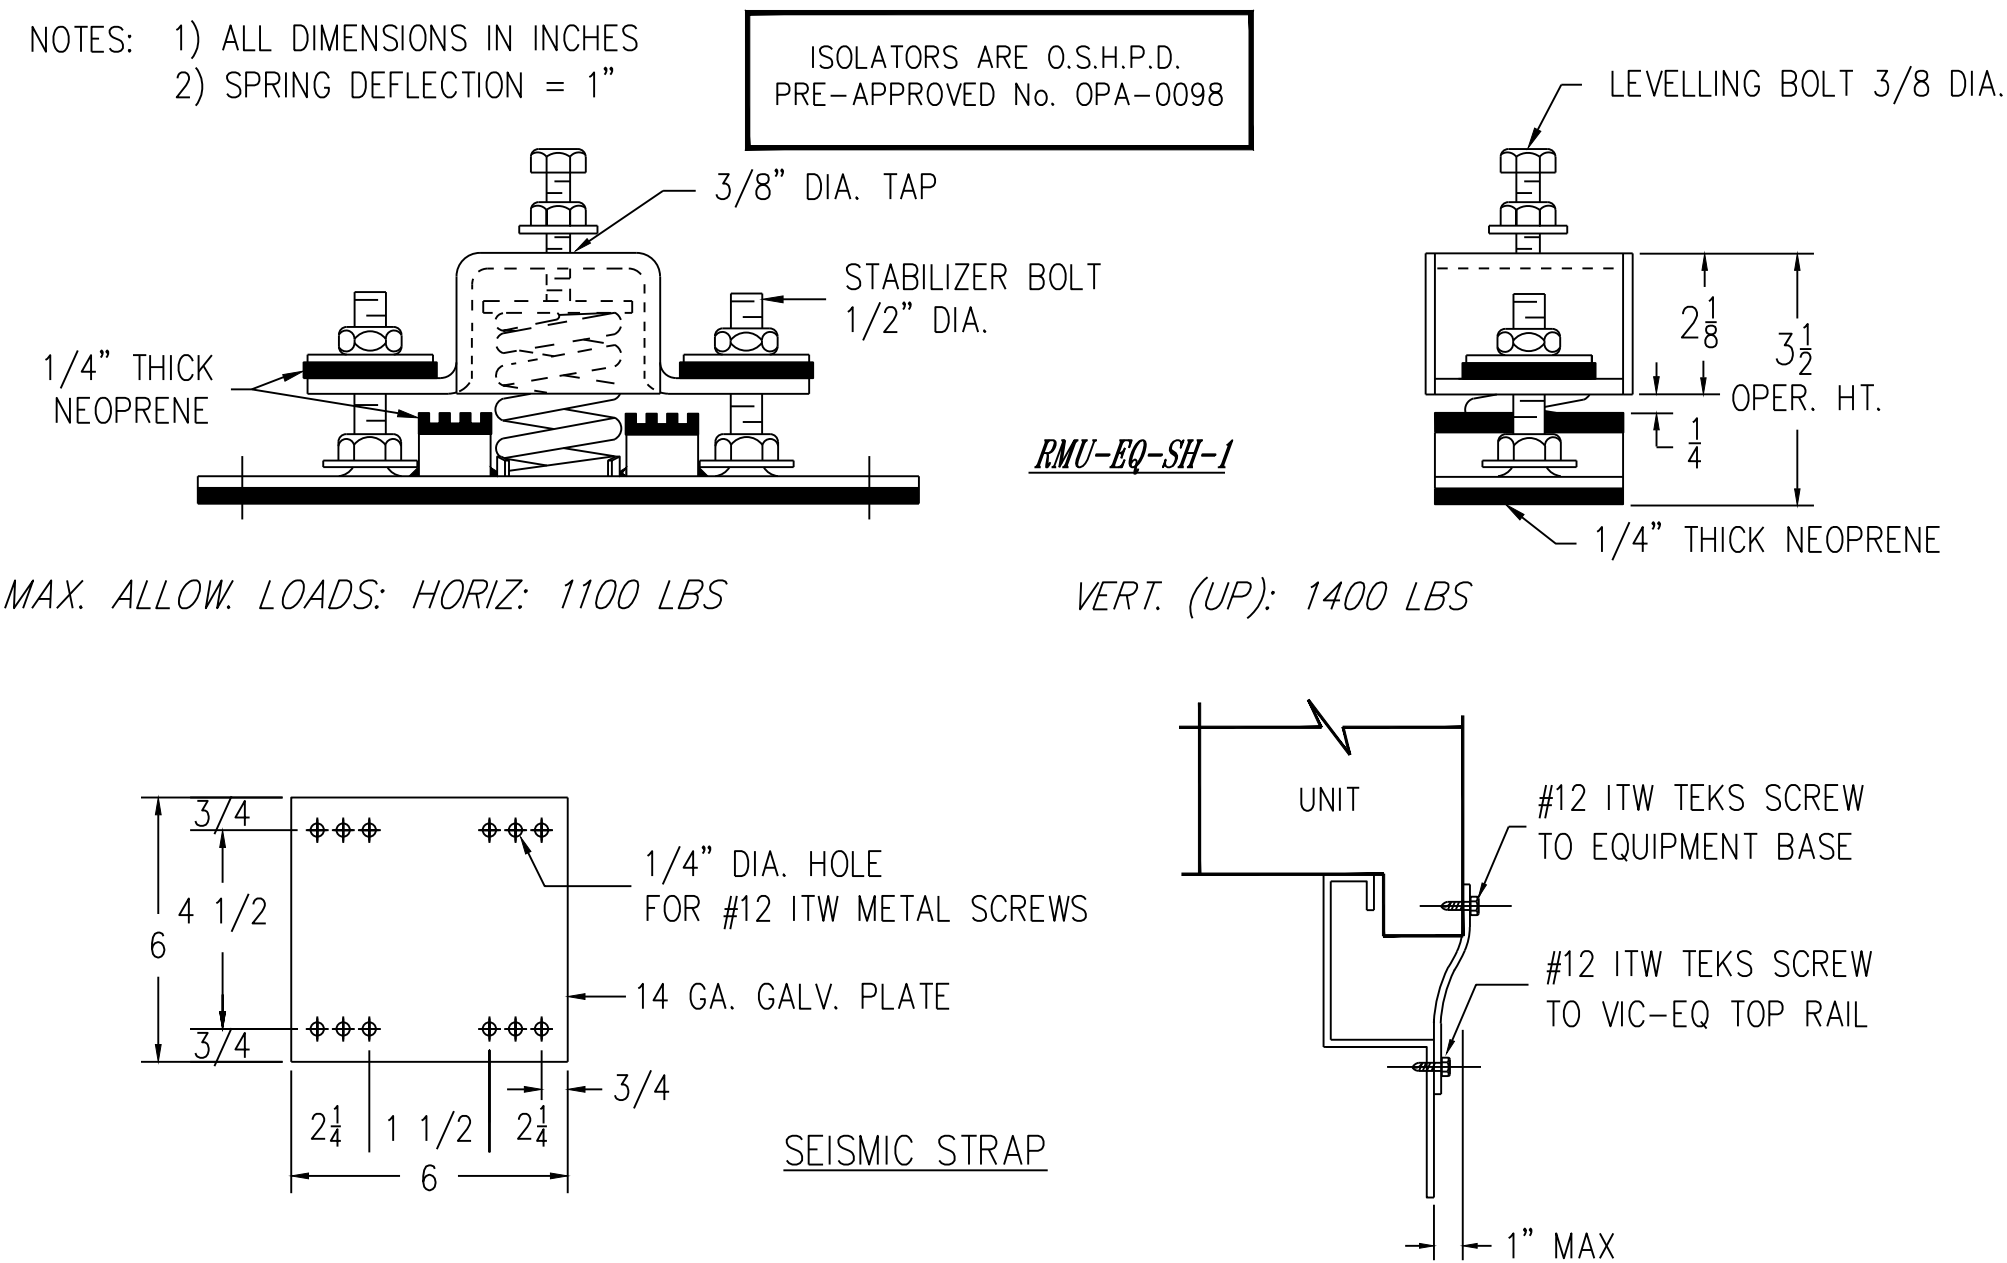 NOTES: 1) ALL DIMENSIONS IN INCHES
2) SPRING DEFLECTION = 1”
ISOLATORS ARE O.S.H.P.D.
PRE-APPROVED No. OPA-0098
LEVELLING BOLT 3/8 DIA.
3/8” DIA. TAP
STABILIZER BOLT
1/2” DIA.
1/4” THICK
NEOPRENE
2 1/8
3 1/2
OPER. HT.
1/4
RMU-EQ-SH-1
1/4” THICK NEOPRENE
MAX. ALLOW. LOADS: HORIZ: 1100 LBS
VERT. (UP): 1400 LBS
3/4
4 1/2
6
3/4
1/4” DIA. HOLE
FOR #12 ITW METAL SCREWS
14 GA. GALV. PLATE
3/4
2 1/4
1 1/2
2 1/4
6
SEISMIC STRAP
UNIT
#12 ITW TEKS SCREW
TO EQUIPMENT BASE
#12 ITW TEKS SCREW
TO VIC-EQ TOP RAIL
1” MAX